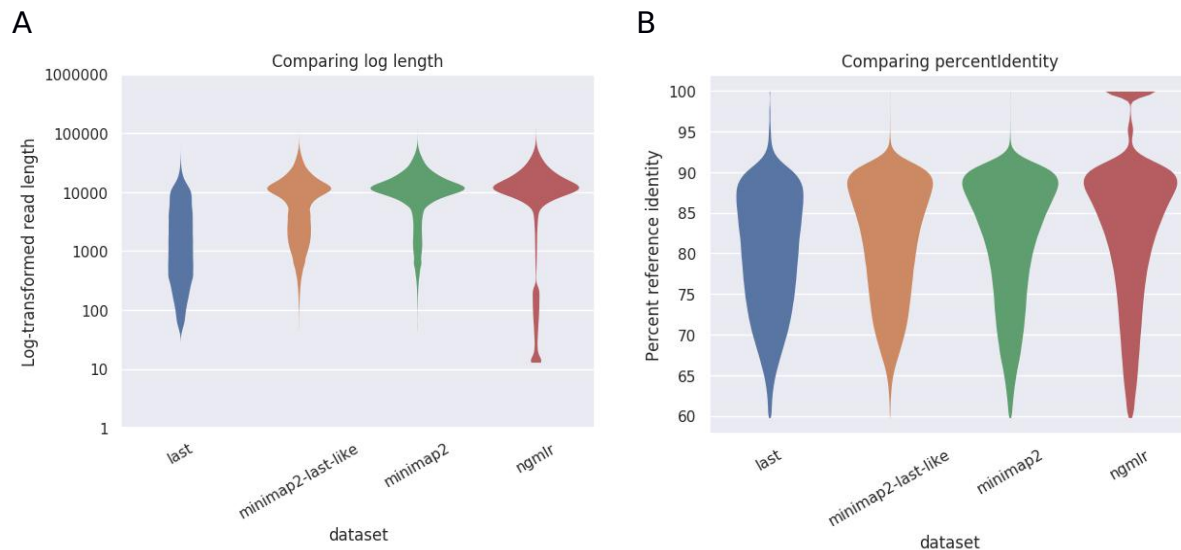 A
B
Comparing log length
Log-transformed read length
1000000
100000
10000
1000
100
10
1
last
minimap2-last-like
minimap2
ngmlr
dataset
Comparing percentIdentity
Percent reference identity
100
95
90
85
80
75
70
65
60
last
minimap2-last-like
minimap2
ngmlr
dataset